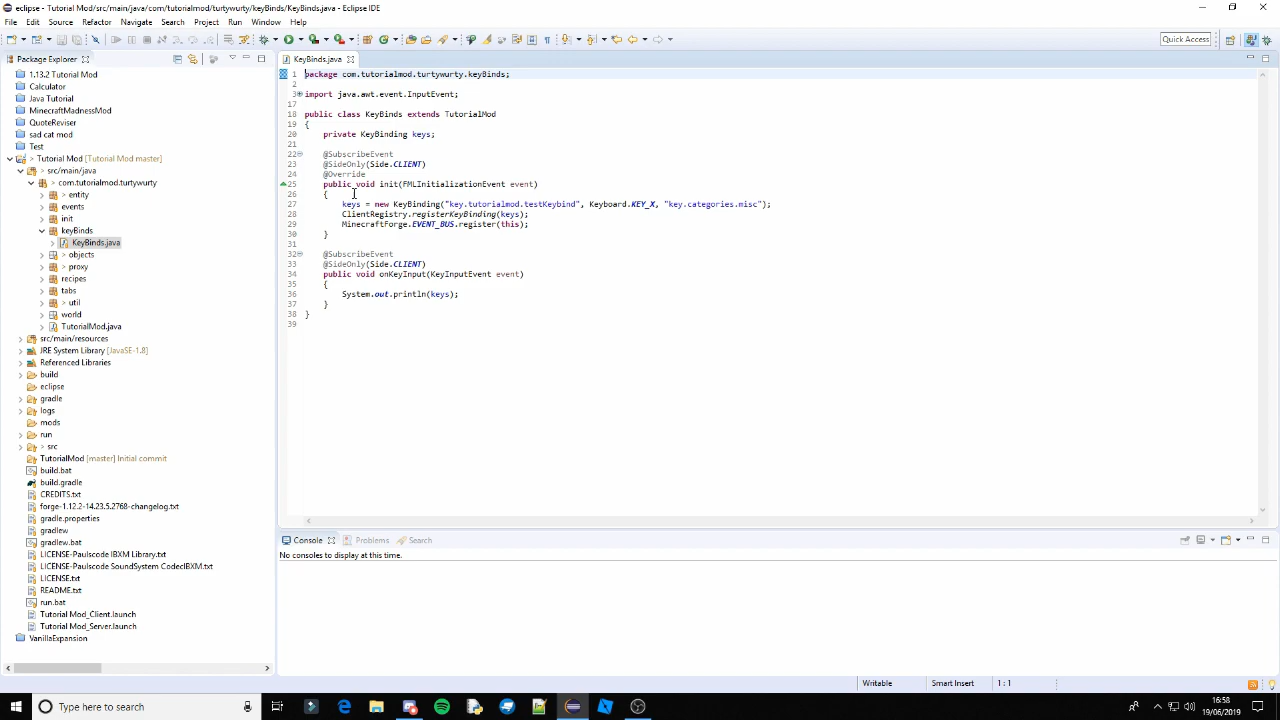 eclipse - Tutorial Mod/src/main/java/com/tutorialmod/turtywurty/keyBinds/KeyBinds.java - Eclipse IDE
File Edit Source Refactor Navigate Search Project Run Window Help
Quick Access
Package Explorer
KeyBinds.java
1.13.2 Tutorial Mod
Calculator
Java Tutorial
MinecraftMadnessMod
QuoteReviser
sad cat mod
Test
> Tutorial Mod [Tutorial Mod master]
> src/main/java
> com.tutorialmod.turtywurty
> entity
events
init
keyBinds
KeyBinds.java
> objects
> proxy
recipes
tabs
> util
world
TutorialMod.java
src/main/resources
JRE System Library [JavaSE-1.8]
Referenced Libraries
build
eclipse
gradle
logs
mods
run
> src
TutorialMod [master] Initial commit
build.bat
build.gradle
CREDITS.txt
forge-1.12.2-14.23.5.2768-changelog.txt
gradle.properties
gradlew
gradlew.bat
LICENSE-Paulscode IBXM Library.txt
LICENSE-Paulscode SoundSystem CodecIBXM.txt
LICENSE.txt
README.txt
run.bat
Tutorial Mod_Client.launch
Tutorial Mod_Server.launch
VanillaExpansion
1 package com.tutorialmod.turtywurty.keyBinds;
2
3 import java.awt.event.InputEvent;
17
18 public class KeyBinds extends TutorialMod
19 {
20 private KeyBinding keys;
21
22 @SubscribeEvent
23 @SideOnly(Side.CLIENT)
24 @Override
25 public void init(FMLInitializationEvent event)
26 {
27 keys = new KeyBinding("key.tutorialmod.testKeybind", Keyboard.KEY_X, "key.categories.misc");
28 ClientRegistry.registerKeyBinding(keys);
29 MinecraftForge.EVENT_BUS.register(this);
30 }
31
32 @SubscribeEvent
33 @SideOnly(Side.CLIENT)
34 public void onKeyInput(KeyInputEvent event)
35 {
36 System.out.println(keys);
37 }
38 }
39
Console Problems Search
No consoles to display at this time.
Writable Smart Insert 1 : 1
Type here to search
16:58
19/06/2019